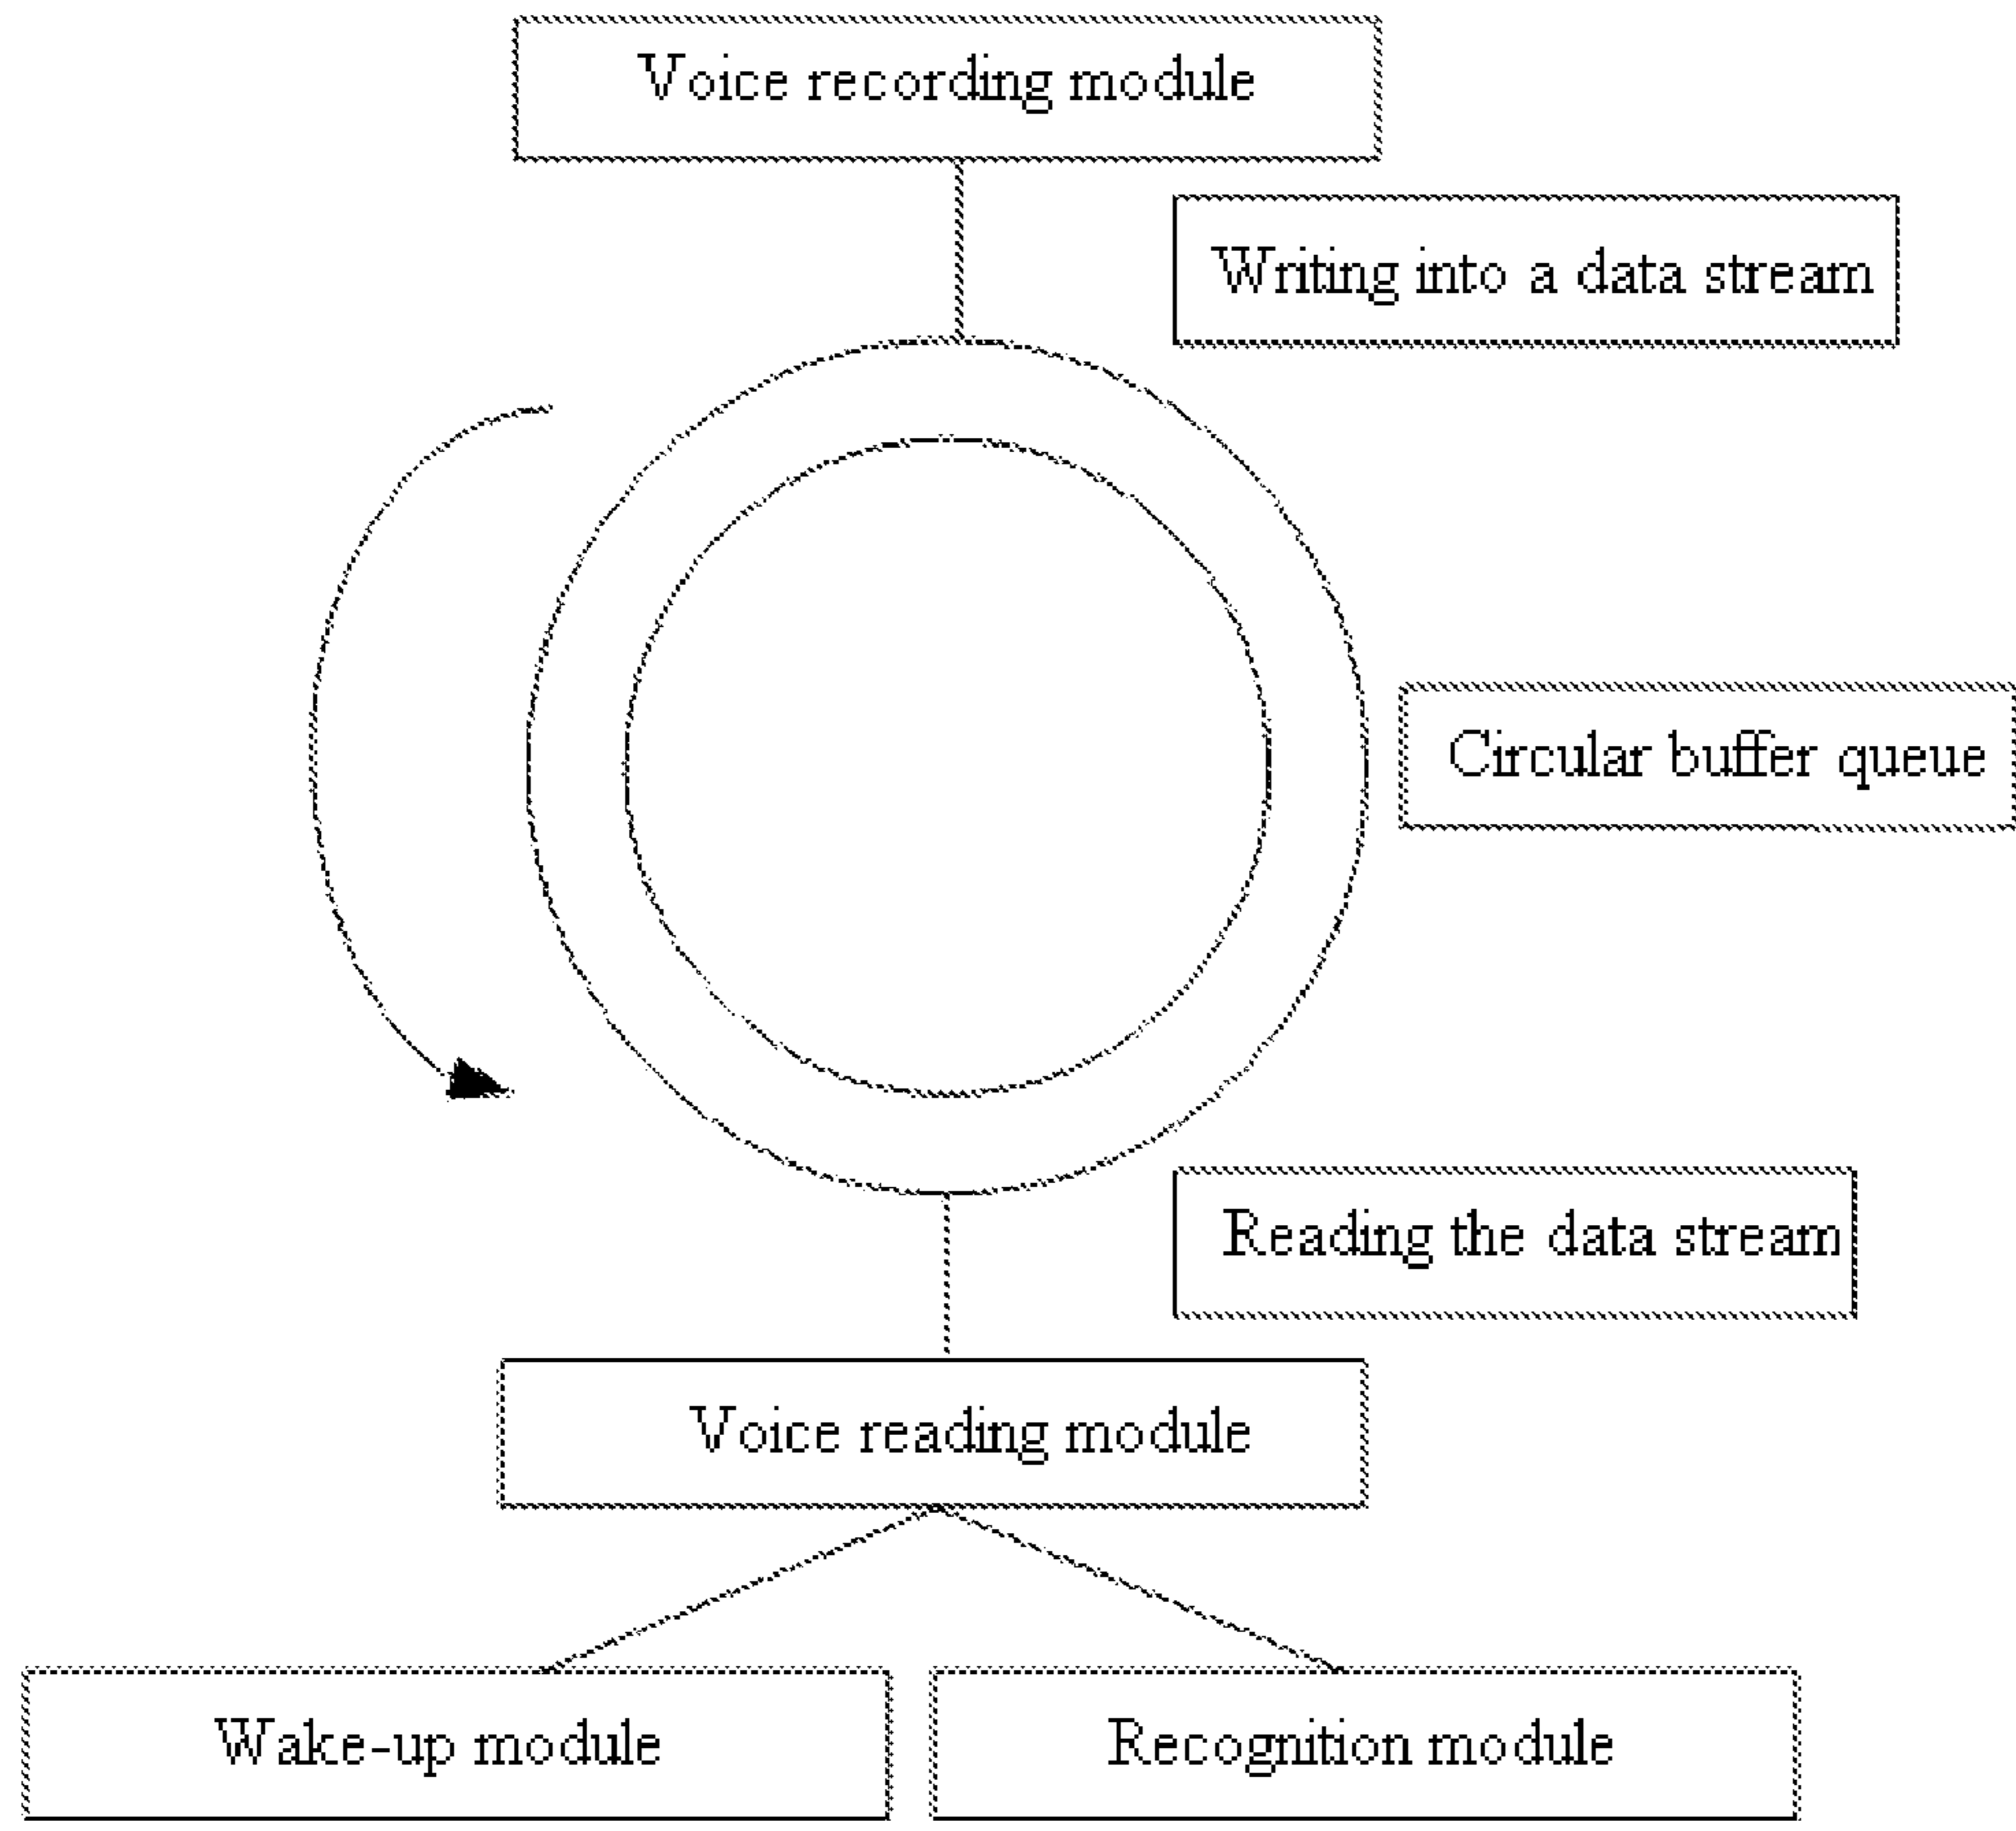 Voice recording module
Writing into a data stream
Circular buffer queue
Reading the data stream
Voice reading module
Wake-up module
Recognition module